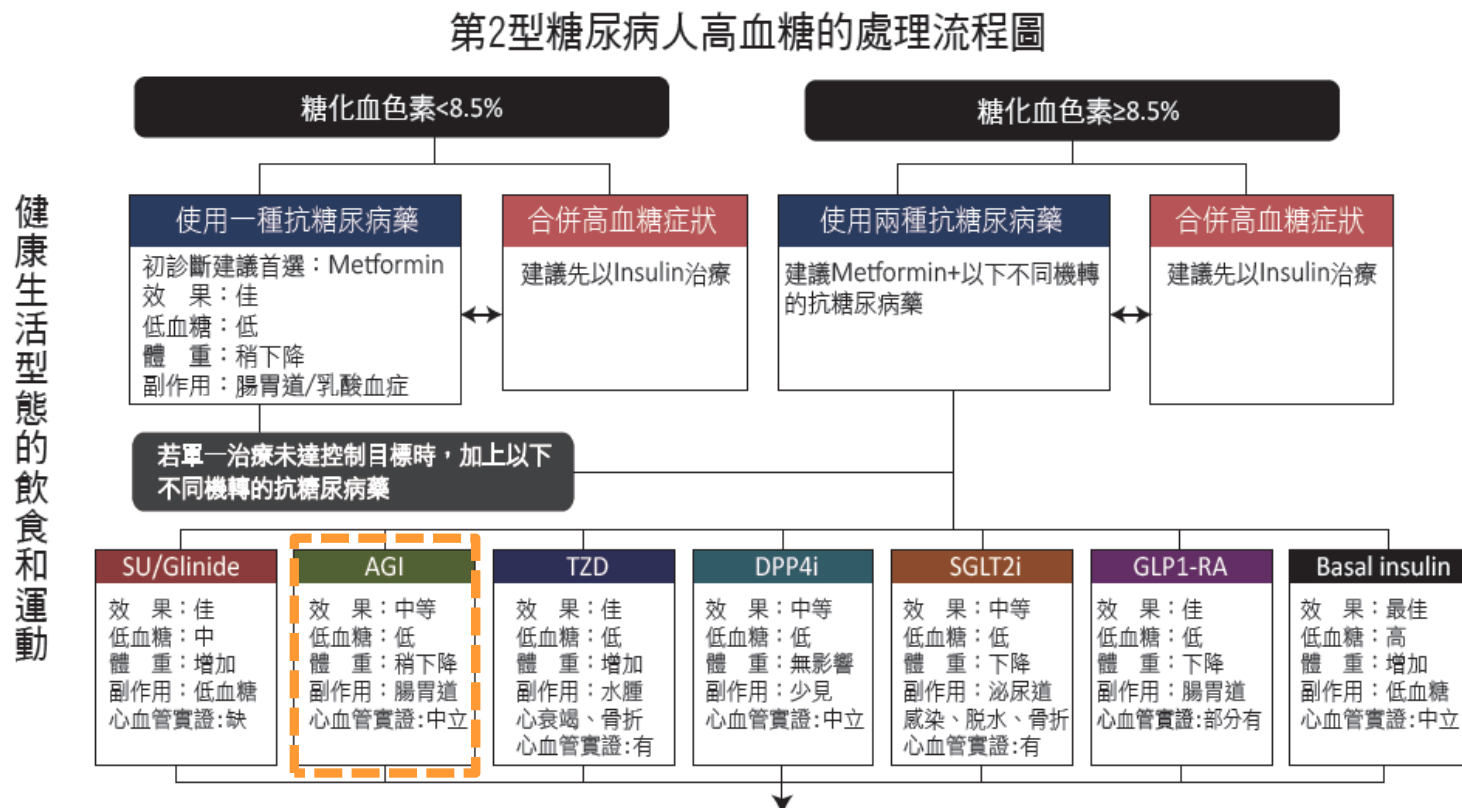 第2型糖尿病人高血糖的處理流程圖
健康生活型態的飲食和運動
糖化血色素<8.5%
糖化血色素≥8.5%
使用一種抗糖尿病藥
初診斷建議首選：Metformin
效　果：佳
低血糖：低
體　重：稍下降
副作用：腸胃道/乳酸血症
合併高血糖症狀
建議先以Insulin治療
使用兩種抗糖尿病藥
建議Metformin+以下不同機轉
的抗糖尿病藥
合併高血糖症狀
建議先以Insulin治療
若單一治療未達控制目標時，加上以下
不同機轉的抗糖尿病藥
SU/Glinide
效　果：佳
低血糖：中
體　重：增加
副作用：低血糖
心血管實證:缺
AGI
效　果：中等
低血糖：低
體　重：稍下降
副作用：腸胃道
心血管實證:中立
TZD
效　果：佳
低血糖：低
體　重：增加
副作用：水腫
心衰竭、骨折
心血管實證:有
DPP4i
效　果：中等
低血糖：低
體　重：無影響
副作用：少見
心血管實證:中立
SGLT2i
效　果：中等
低血糖：低
體　重：下降
副作用：泌尿道
感染、脫水、骨折
心血管實證:有
GLP1-RA
效　果：佳
低血糖：低
體　重：下降
副作用：腸胃道
心血管實證:部分有
Basal insulin
效　果：最佳
低血糖：高
體　重：增加
副作用：低血糖
心血管實證:中立